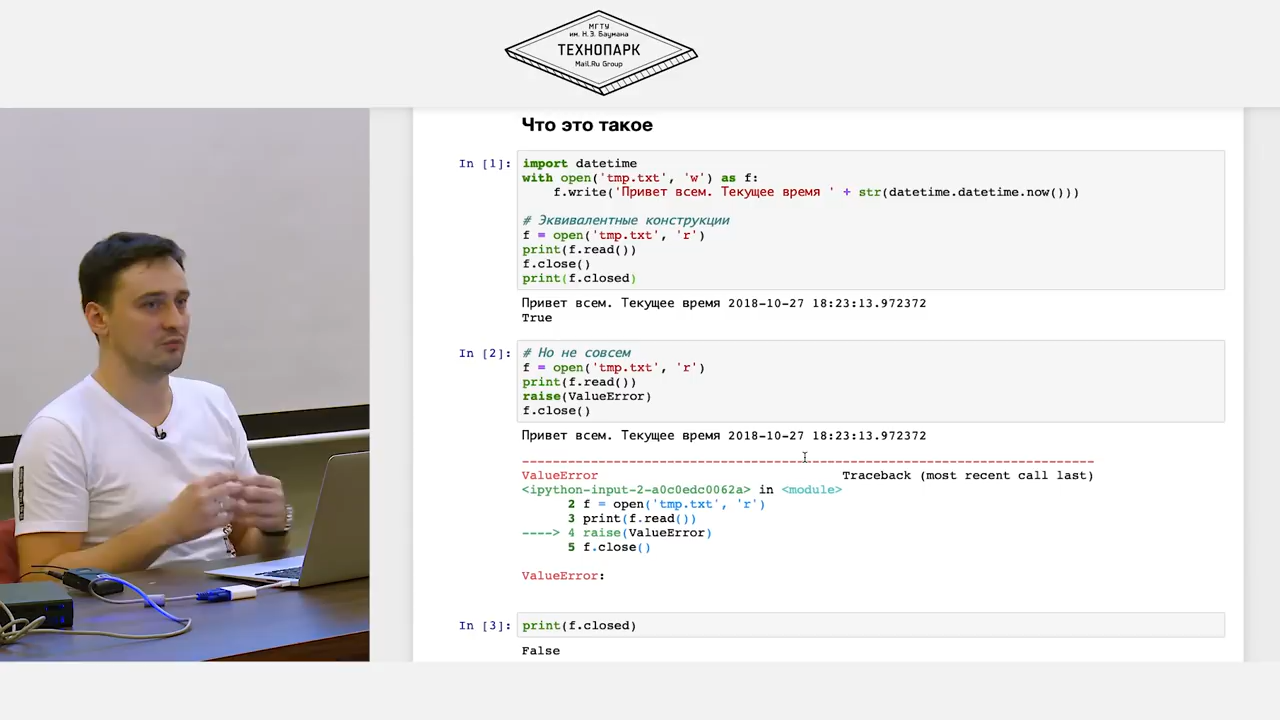 МГТУ
им. Н.Э. Баумана
ТЕХНОПАРК
Mail.Ru Group
Что это такое
In [1]: import datetime
with open('tmp.txt', 'w') as f:
    f.write('Привет всем. Текущее время ' + str(datetime.datetime.now()))
# Эквивалентные конструкции
f = open('tmp.txt', 'r')
print(f.read())
f.close()
print(f.closed)
Привет всем. Текущее время 2018-10-27 18:23:13.972372
True
In [2]: # Но не совсем
f = open('tmp.txt', 'r')
print(f.read())
raise(ValueError)
f.close()
Привет всем. Текущее время 2018-10-27 18:23:13.972372
---------------------------------------------------------------------------
ValueError                                Traceback (most recent call last)
<ipython-input-2-a0c0edc0062a> in <module>
      2 f = open('tmp.txt', 'r')
      3 print(f.read())
----> 4 raise(ValueError)
      5 f.close()
ValueError:
In [3]: print(f.closed)
False